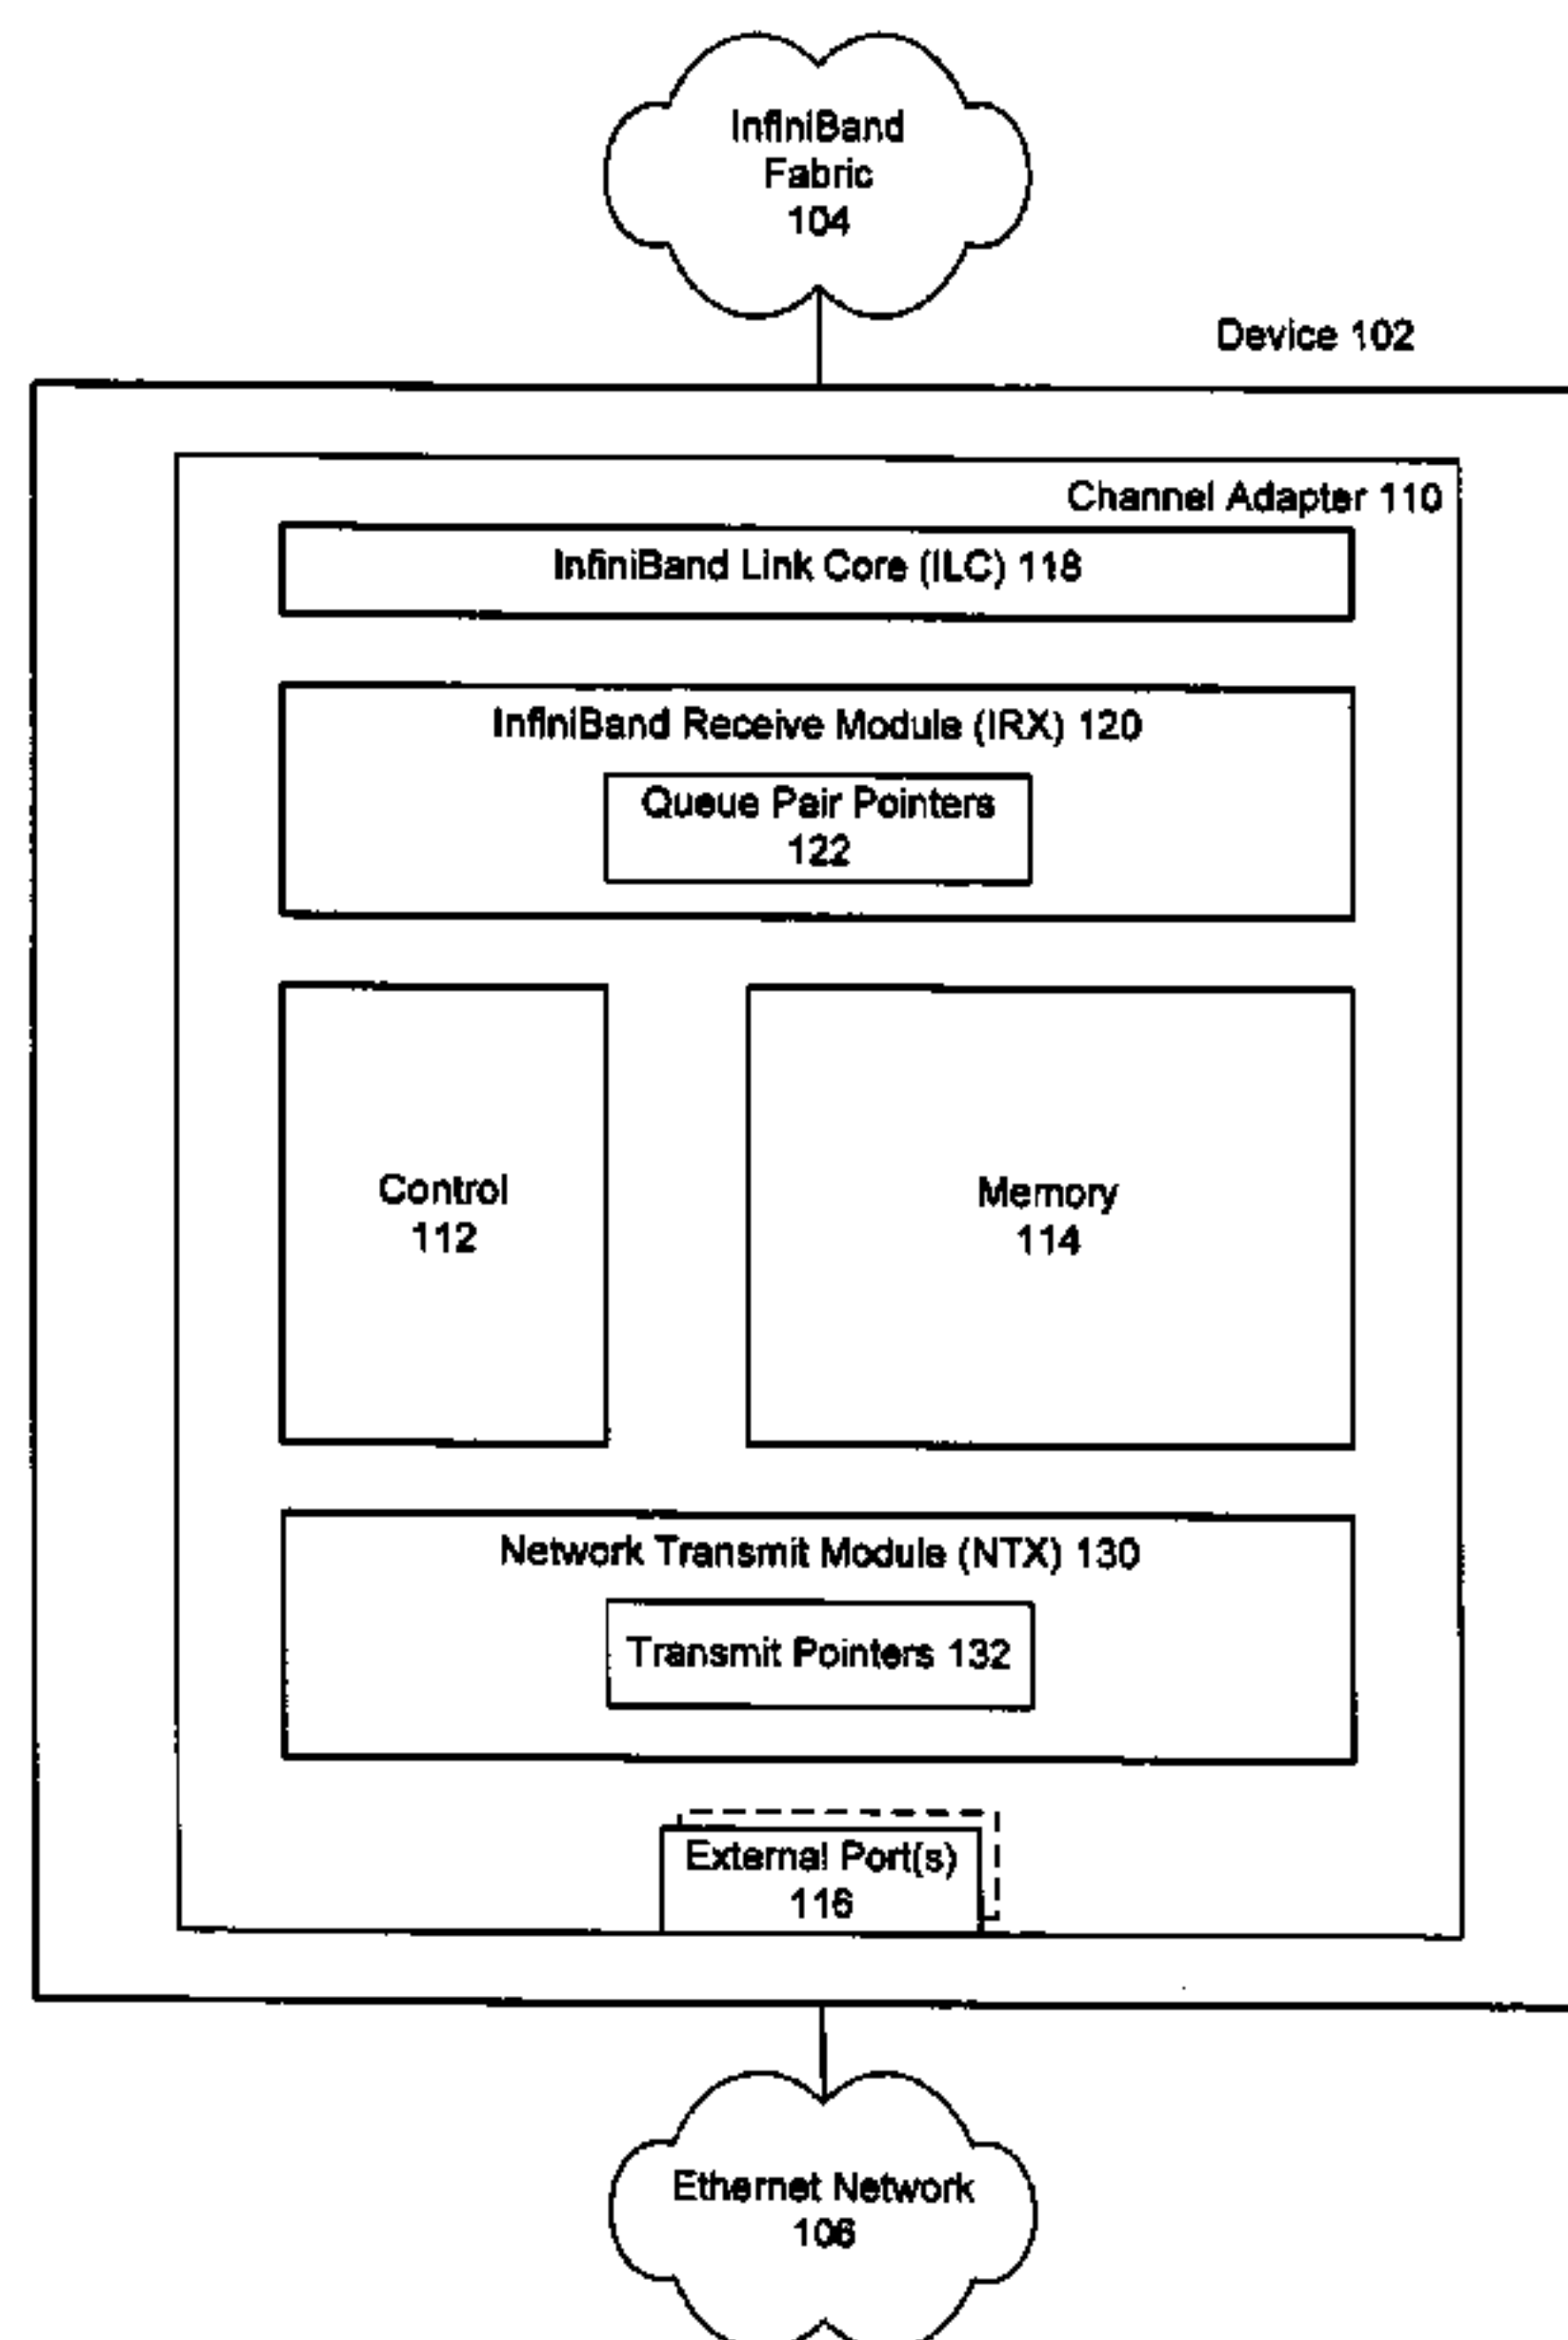 InfiniBand
Fabric
104
Device 102
Channel Adapter 110
InfiniBand Link Core (ILC) 118
InfiniBand Receive Module (IRX) 120
Queue Pair Pointers
122
Control
112
Memory
114
Network Transmit Module (NTX) 130
Transmit Pointers 132
External Port(s)
116
Ethernet Network
106